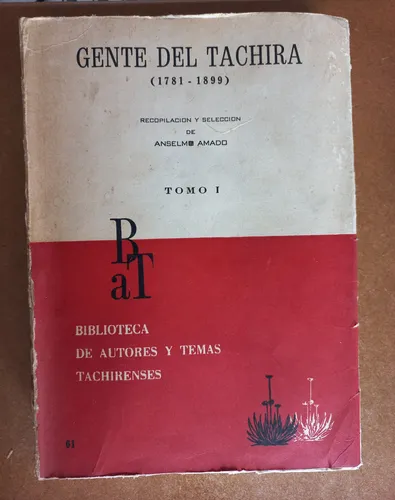 GENTE DEL TACHIRA
(1781 - 1899)
RECOPILACION Y SELECCION
DE
ANSELMO AMADO
TOMO I
BaT
BIBLIOTECA
DE AUTORES Y TEMAS
TACHIRENSES
61